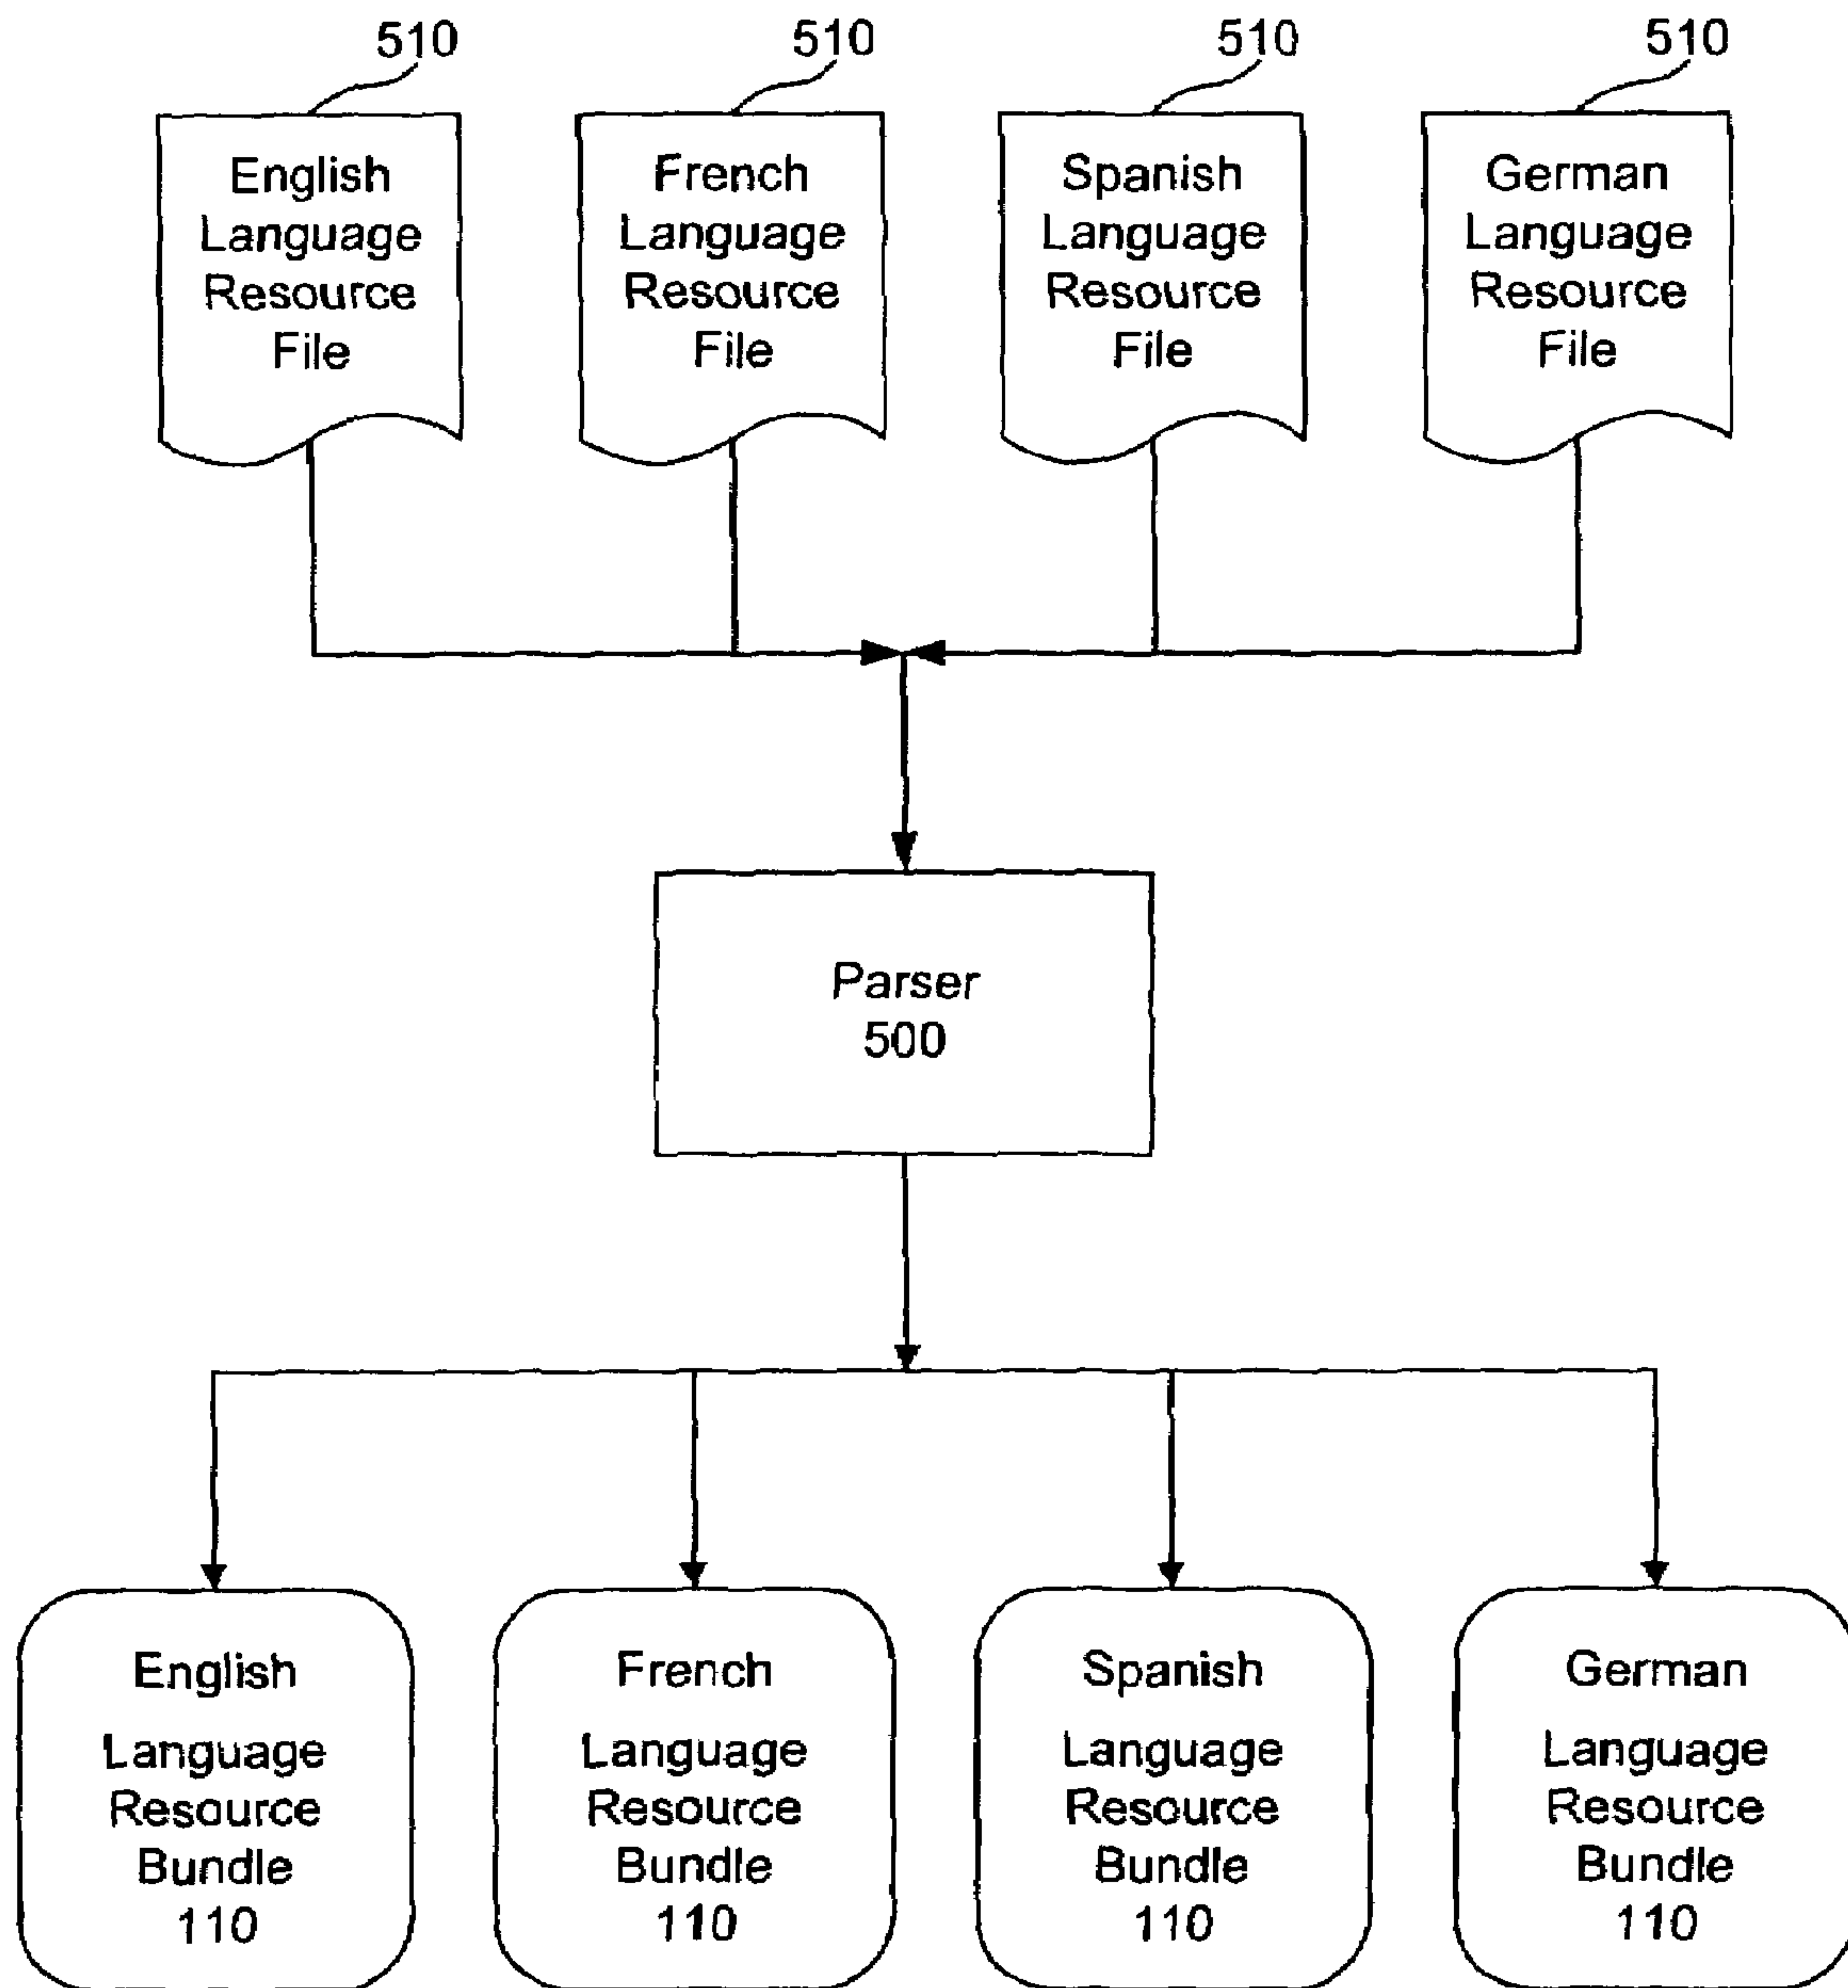 510 510 510 510
English
Language
Resource
File
French
Language
Resource
File
Spanish
Language
Resource
File
German
Language
Resource
File
Parser
500
English
Language
Resource
Bundle
110
French
Language
Resource
Bundle
110
Spanish
Language
Resource
Bundle
110
German
Language
Resource
Bundle
110